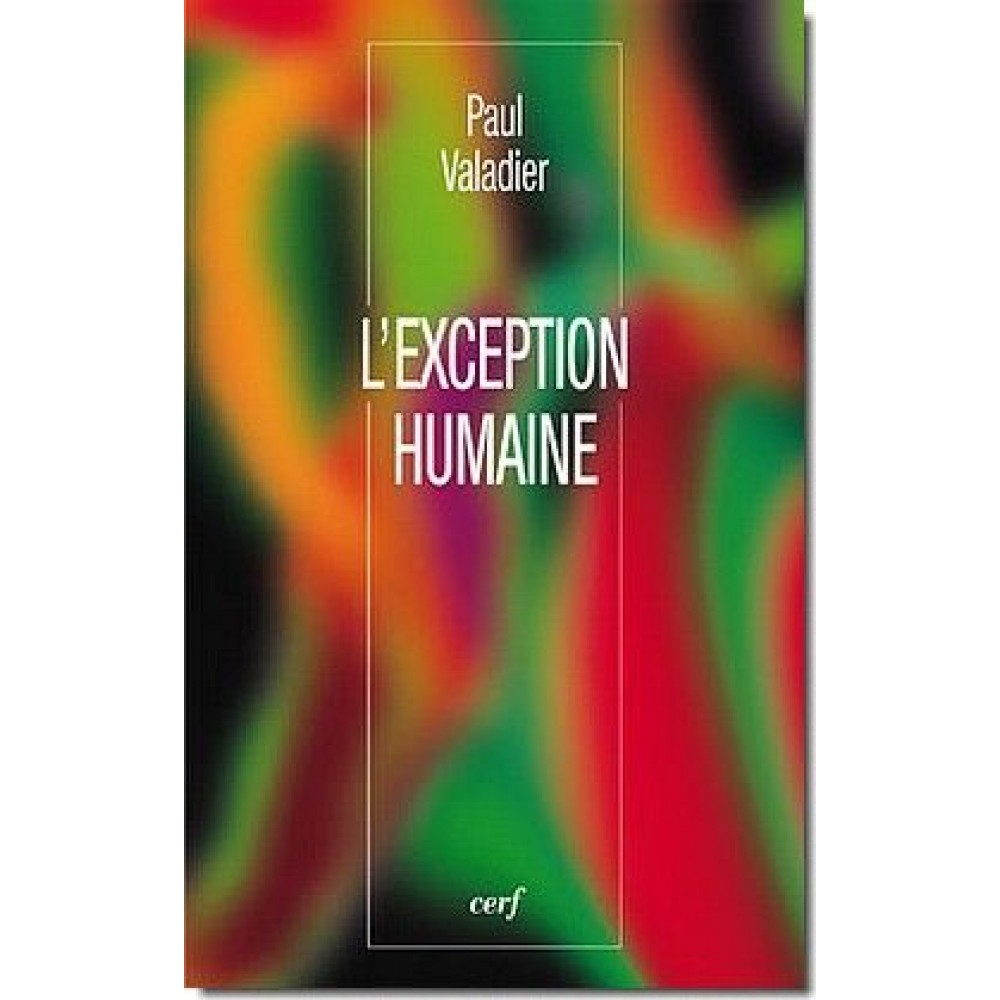 Paul
Valadier
L'EXCEPTION
HUMAINE
cerf